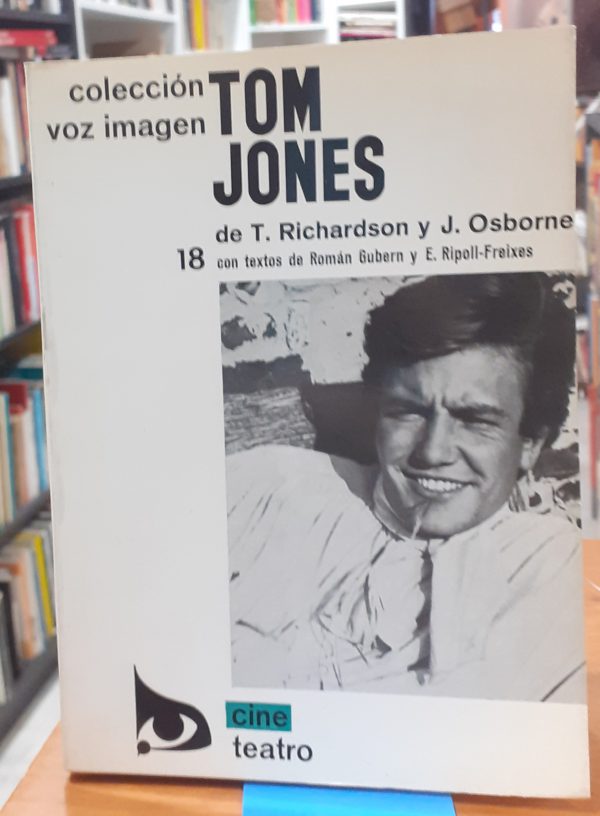 colección
voz imagen
TOM
JONES
de T. Richardson y J. Osborne
18
con textos de Román Gubern y E. Ripoll-Freixes
cine
teatro